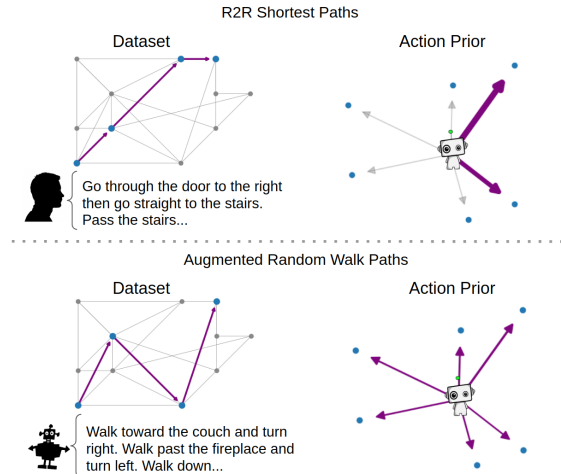 R2R Shortest Paths
Dataset
Action Prior
Go through the door to the right
then go straight to the stairs.
Pass the stairs...
Augmented Random Walk Paths
Dataset
Action Prior
Walk toward the couch and turn
right. Walk past the fireplace and
turn left. Walk down...